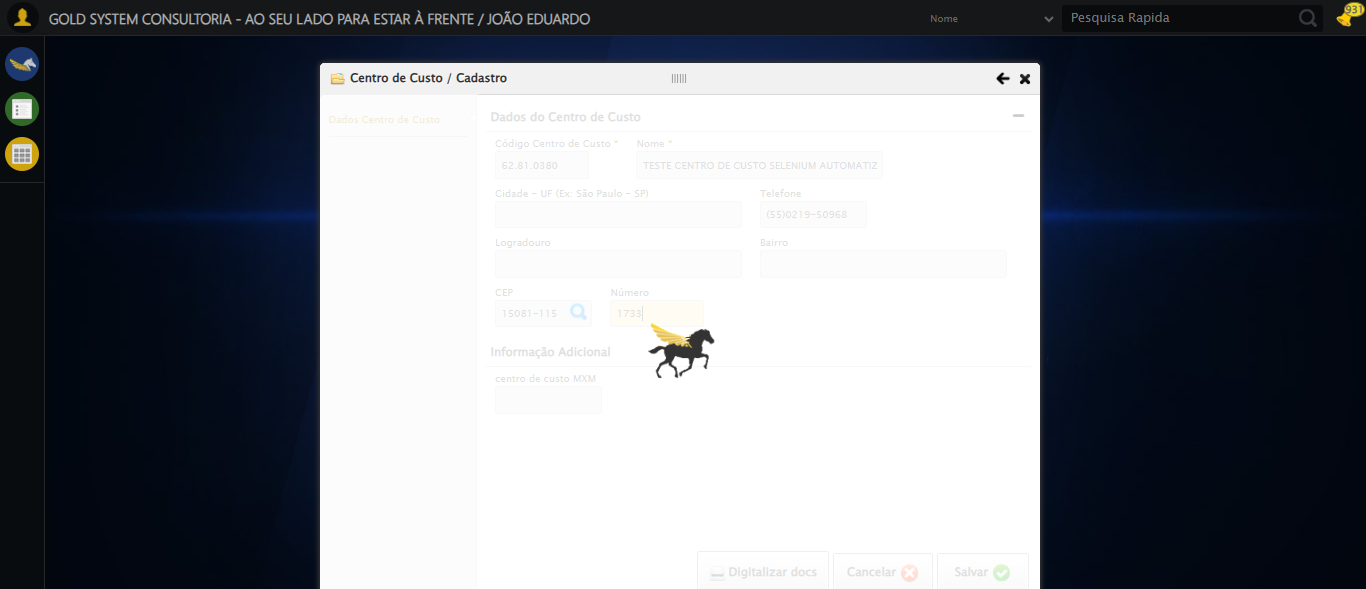 GOLD SYSTEM CONSULTORIA - AO SEU LADO PARA ESTAR À FRENTE / JOÃO EDUARDO
Nome
Pesquisa Rapida
931
Centro de Custo / Cadastro
Dados Centro de Custo
Dados do Centro de Custo
Código Centro de Custo *
Nome *
62.81.0380
TESTE CENTRO DE CUSTO SELENIUM AUTOMATIZ
Cidade - UF (Ex: São Paulo - SP)
Telefone
(55)0219-50968
Logradouro
Bairro
CEP
Número
15081-115
1733
Informação Adicional
centro de custo MXM
Digitalizar docs
Cancelar
Salvar